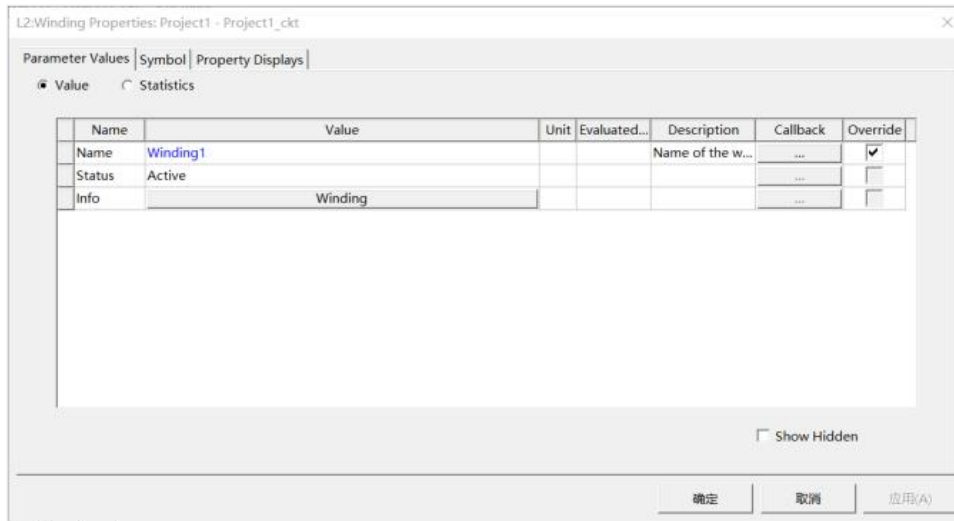 L2:Winding Properties: Project1 - Project1_ckt
Parameter Values Symbol Property Displays
Value Statistics
Name Value Unit Evaluated... Description Callback Override
Name Winding1 Name of the w... ...
Status Active ...
Info Winding ...
Show Hidden
确定 取消 应用(A)